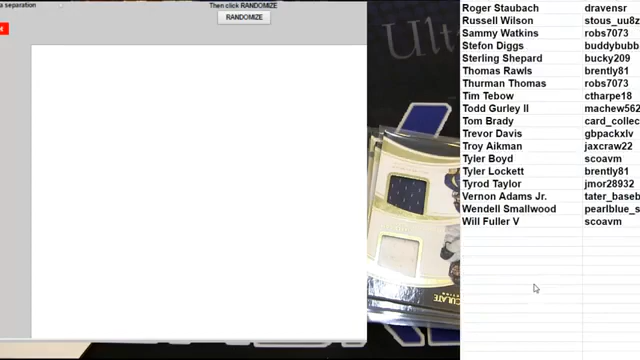 a separation
Then click RANDOMIZE
RANDOMIZE
Ult
CULATE
Roger Staubach dravensr
Russell Wilson stous_uu8z
Sammy Watkins robs7073
Stefon Diggs buddybubb
Sterling Shepard bucky209
Thomas Rawls brently81
Thurman Thomas robs7073
Tim Tebow ctharpe18
Todd Gurley II machew562
Tom Brady card_collec
Trevor Davis gbpackxlv
Troy Aikman jaxcraw22
Tyler Boyd scoavm
Tyler Lockett brently81
Tyrod Taylor jmor28932
Vernon Adams Jr. tater_baseb
Wendell Smallwood pearlblue_s
Will Fuller V scoavm